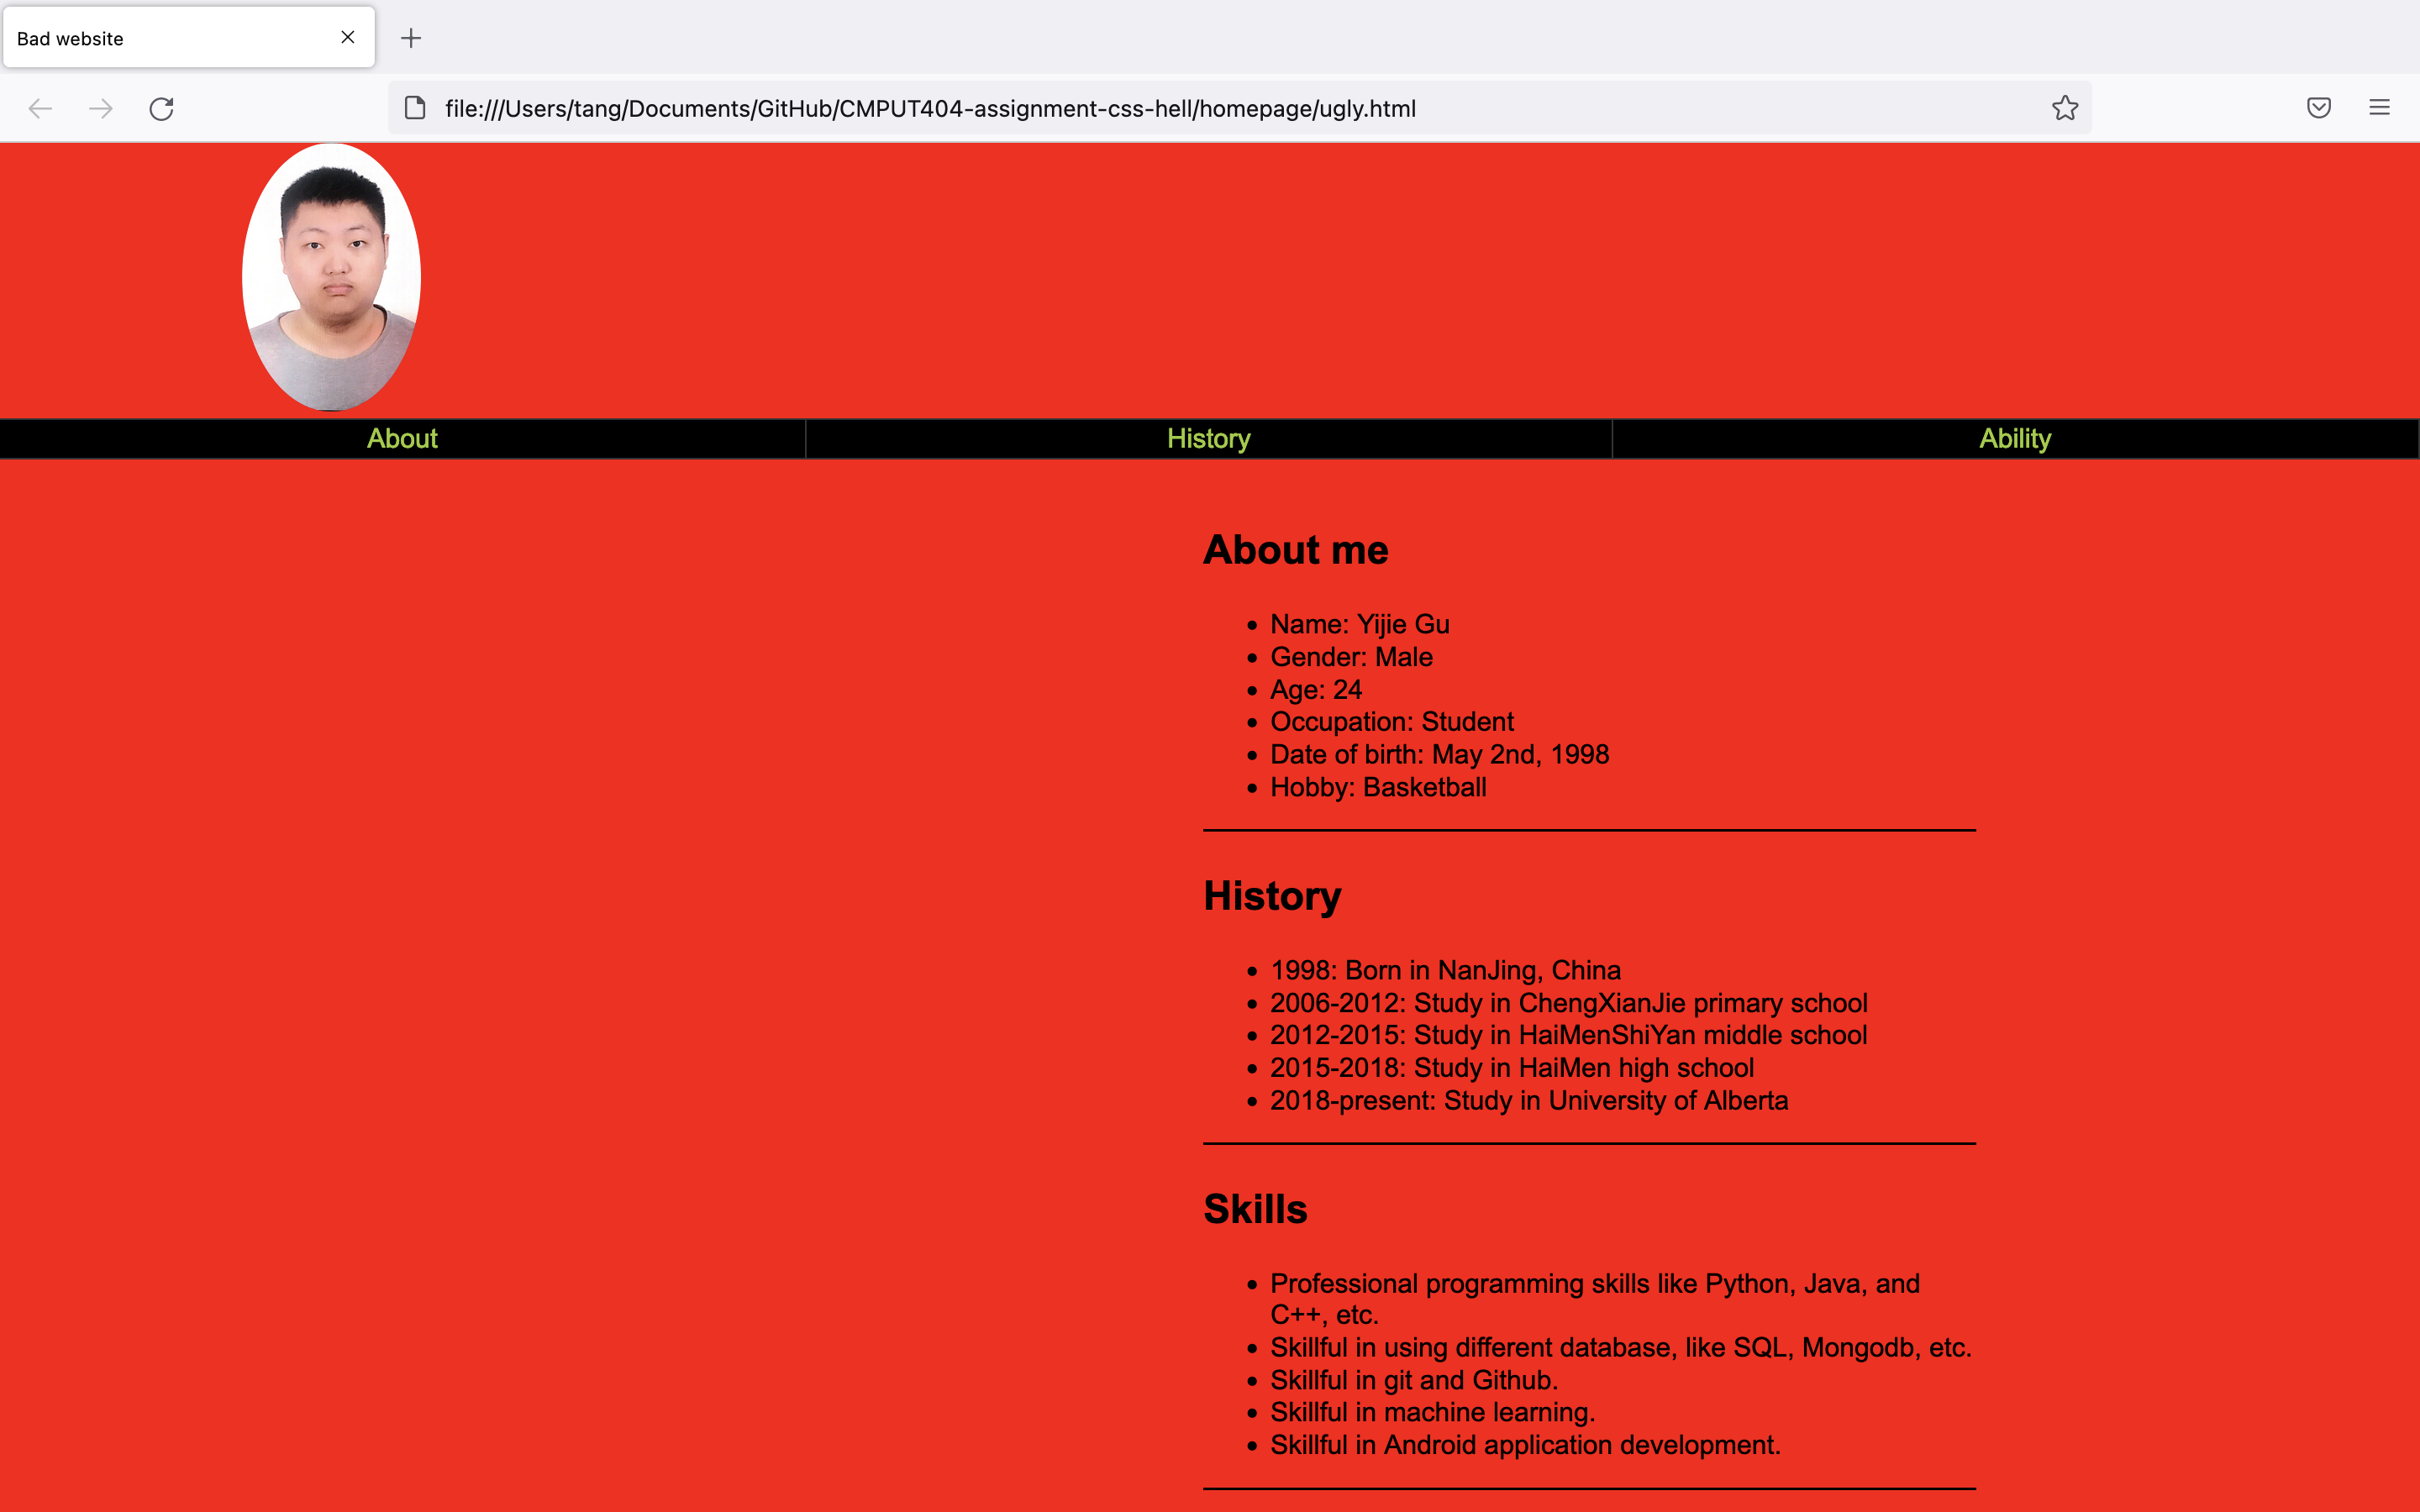 Bad website
file:///Users/tang/Documents/GitHub/CMPUT404-assignment-css-hell/homepage/ugly.html
About History Ability
About me
Name: Yijie Gu
Gender: Male
Age: 24
Occupation: Student
Date of birth: May 2nd, 1998
Hobby: Basketball
History
1998: Born in NanJing, China
2006-2012: Study in ChengXianJie primary school
2012-2015: Study in HaiMenShiYan middle school
2015-2018: Study in HaiMen high school
2018-present: Study in University of Alberta
Skills
Professional programming skills like Python, Java, and
C++, etc.
Skillful in using different database, like SQL, Mongodb, etc.
Skillful in git and Github.
Skillful in machine learning.
Skillful in Android application development.